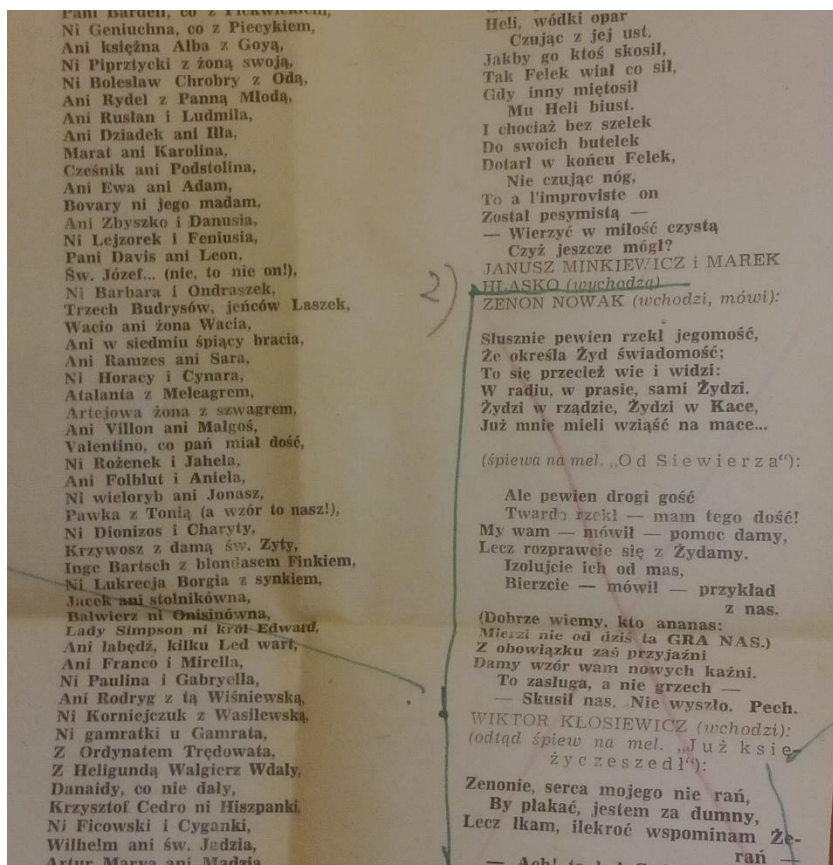 Pani Bardell, co z Pickwickiem,
Ni Geniuchna, co z Piecykiem,
Ani księżna Alba z Goyą,
Ni Piprztycki z żoną swoją,
Ni Bolesław Chrobry z Odą,
Ani Rydel z Panną Młodą,
Ani Rusłan i Ludmiła,
Ani Dziadek ani Iłła,
Marat ani Karolina,
Cześnik ani Podstolina,
Ani Ewa ani Adam,
Bovary ni jego madam,
Ani Zbyszko i Danusia,
Ni Lejzorek i Feniusia,
Pani Davis ani Leon,
Św. Józef... (nie, to nie on!),
Ni Barbara i Ondraszek,
Trzech Budrysów, jeńców Laszek,
Wacio ani żona Wacia,
Ani w siedmiu śpiący bracia,
Ani Ramzes ani Sara,
Ni Horacy i Cynara,
Atalanta z Meleagrem,
Artejowa żona z szwagrem,
Ani Villon ani Małgoś,
Valentino, co pań miał dość,
Ni Rożenek i Jahela,
Ani Folblut i Aniela,
Ni wieloryb ani Jonasz,
Pawka z Tonią (a wzór to nasz!),
Ni Dionizos i Charyty,
Krzywosz z damą św. Zyty,
Inge Bartsch z blondasem Finkiem,
Ni Lukrecja Borgia z synkiem,
Jacek ani stolnikówna,
Balwierz ni Onisinówna,
Lady Simpson ni król Edward,
Ani łabędź, kilku Led wart,
Ani Franco i Mirella,
Ni Paulina i Gabryella,
Ani Rodryg z tą Wiśniewską,
Ni Korniejczuk z Wasilewską,
Ni gamratki u Gamrata,
Z Ordynatem Trędowata,
Z Heligundą Walgierz Wdały,
Danaidy, co nie dały,
Krzysztof Cedro ni Hiszpanki,
Ni Ficowski i Cyganki,
Wilhelm ani św. Jadzia,
Artur Marya ani Madzia
Heli, wódki opar
Czując z jej ust.
Jakby go ktoś skosił,
Tak Felek wiał co sił,
Gdy inny miętosił
Mu Heli biust.
I chociaż bez szelek
Do swoich butelek
Dotarł w końcu Felek,
Nie czując nóg,
To a l'improviste on
Został pesymistą —
— Wierzyć w miłość czystą
Czyż jeszcze mógł?
JANUSZ MINKIEWICZ i MAREK
HŁASKO (wychodzą)
2)
ZENON NOWAK (wchodzi, mówi):
Słusznie pewien rzekł jegomość,
Że określa Żyd świadomość;
To się przecież wie i widzi:
W radiu, w prasie, sami Żydzi.
Żydzi w rządzie, Żydzi w Kace,
Już mnie mieli wziąść na mace...
(śpiewa na mel. „Od Siewierza"):
Ale pewien drogi gość
Twardo rzekł — mam tego dość!
My wam — mówił — pomoc damy,
Lecz rozprawcie się z Żydamy.
Izolujcie ich od mas,
Bierzcie — mówił — przykład
z nas.
(Dobrze wiemy, kto ananas:
Mierzi nie od dziś ta GRA NAS.)
Z obowiązku zaś przyjaźni
Damy wzór wam nowych kaźni.
To zasługa, a nie grzech —
— Skusił nas. Nie wyszło. Pech.
WIKTOR KŁOSIEWICZ (wchodzi):
(odtąd śpiew na mel. „Już księ-
życ zeszedł"):
Zenonie, serca mojego nie rań,
By płakać, jestem za dumny,
Lecz łkam, ilekroć wspominam Że-
rań —
— Ach!